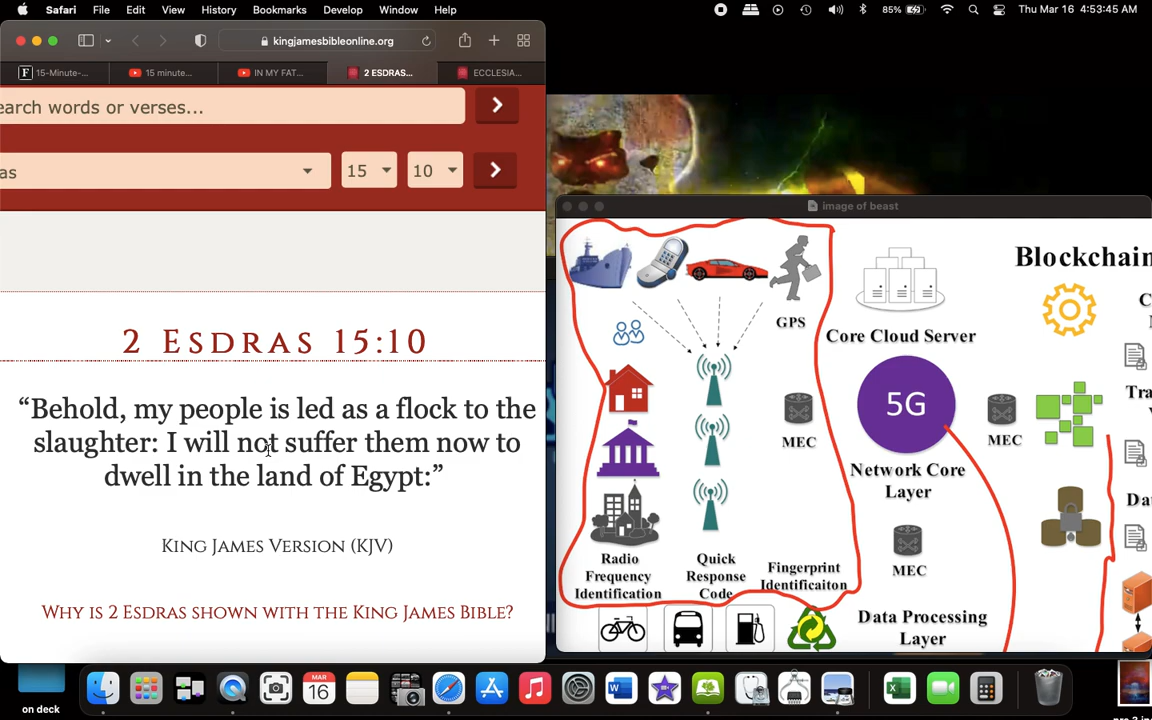 Safari File Edit View History Bookmarks Develop Window Help
85% Thu Mar 16 4:53:45 AM
kingjamesbibleonline.org
15-Minute-...
15 minute...
IN MY FAT...
2 ESDRAS...
ECCLESIA...
earch words or verses...
as 15 10
2 Esdras 15:10
“Behold, my people is led as a flock to the
slaughter: I will not suffer them now to
dwell in the land of Egypt:”
King James Version (KJV)
Why is 2 Esdras shown with the King James Bible?
image of beast
Blockchain
GPS
Core Cloud Server
5G
MEC
MEC
Network Core
Layer
MEC
Radio
Frequency
Identification
Quick
Response
Code
Fingerprint
Identificaiton
Data Processing
Layer
MAR
16
on deck